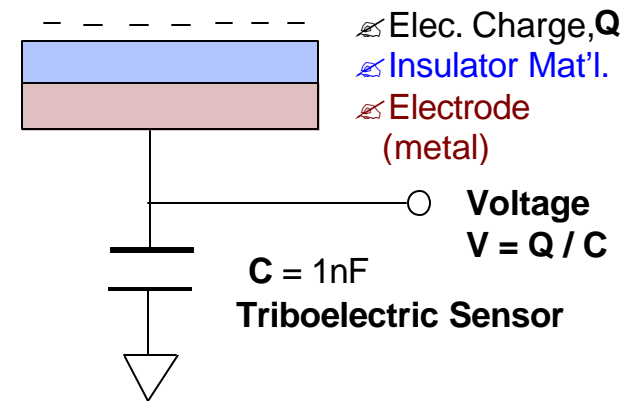 Elec. Charge,Q
Insulator Mat'l.
Electrode
(metal)
Voltage
V = Q / C
C = 1nF
Triboelectric Sensor